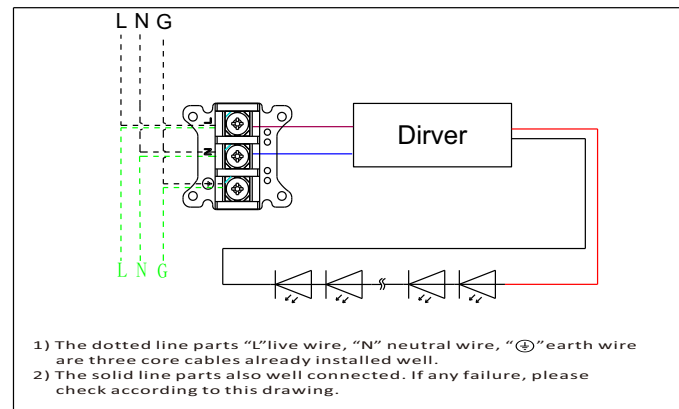 L N G
L
Dirver
N
L N G
1) The dotted line parts “L”live wire, “N” neutral wire, “⏚”earth wire
are three core cables already installed well.
2) The solid line parts also well connected. If any failure, please
check according to this drawing.